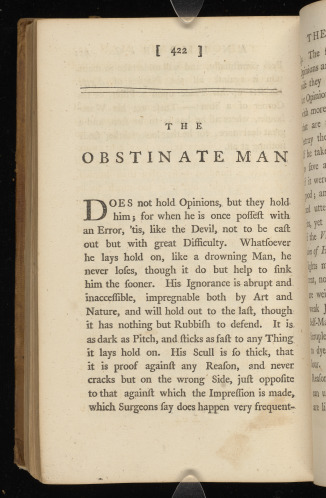 [ 422 ]
THE
OBSTINATE MAN
DOES not hold Opinions, but they hold
him; for when he is once poſſeſt with
an Error, 'tis, like the Devil, not to be caſt
out but with great Difficulty. Whatſoever
he lays hold on, like a drowning Man, he
never loſes, though it do but help to ſink
him the ſooner. His Ignorance is abrupt and
inacceſſible, impregnable both by Art and
Nature, and will hold out to the laſt, though
it has nothing but Rubbiſh to defend. It is
as dark as Pitch, and ſticks as faſt to any Thing
it lays hold on. His Scull is ſo thick, that
it is proof againſt any Reaſon, and never
cracks but on the wrong Side, juſt oppoſite
to that againſt which the Impreſſion is made,
which Surgeons ſay does happen very frequent-
THE